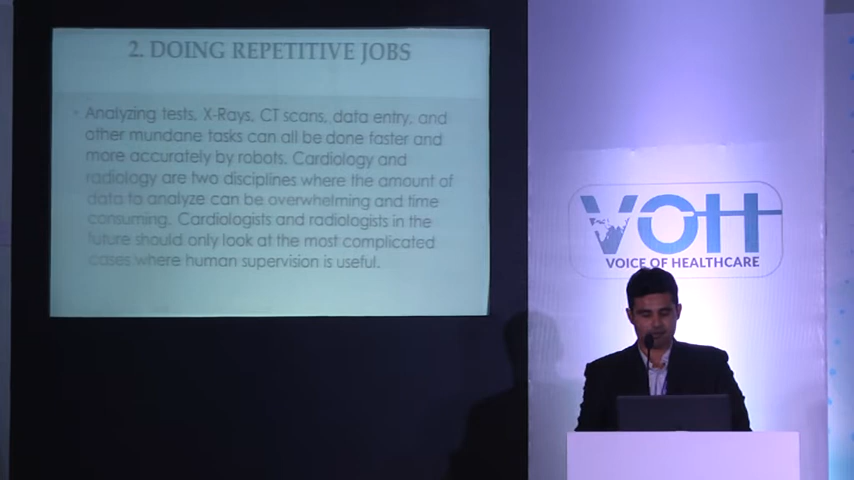 2. DOING REPETITIVE JOBS
• Analyzing tests, X-Rays, CT scans, data entry, and
other mundane tasks can all be done faster and
more accurately by robots. Cardiology and
radiology are two disciplines where the amount of
data to analyze can be overwhelming and time
consuming. Cardiologists and radiologists in the
future should only look at the most complicated
cases where human supervision is useful.
VOH
VOICE OF HEALTHCARE